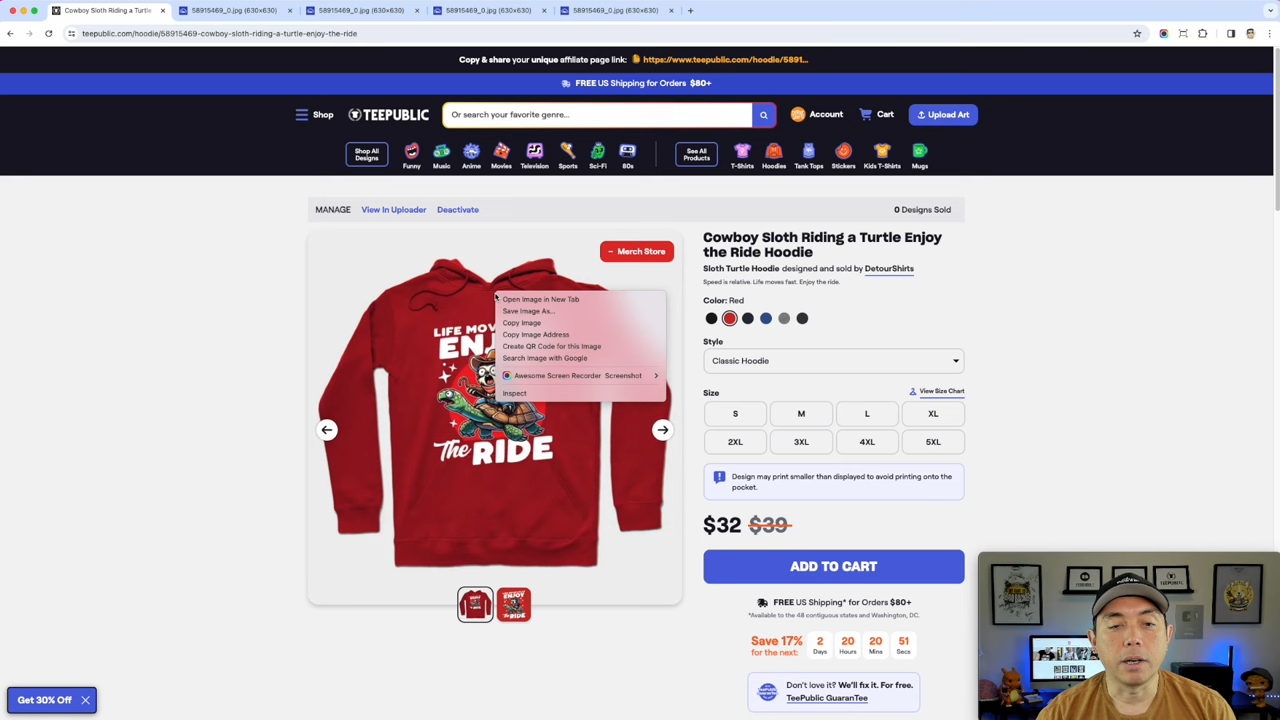 Cowboy Sloth Riding a Turtle
58915469_0.jpg (630×630)
58915469_0.jpg (630×630)
58915469_0.jpg (630×630)
58915469_0.jpg (630×630)
teepublic.com/hoodie/58915469-cowboy-sloth-riding-a-turtle-enjoy-the-ride
Copy & share your unique affiliate page link: https://www.teepublic.com/hoodie/5891...
FREE US Shipping for Orders $80+
Shop
TEEPUBLIC
Or search your favorite genre...
Account
Cart
Upload Art
Shop All Designs
Funny
Music
Anime
Movies
Television
Sports
Sci-Fi
80s
See All Products
T-Shirts
Hoodies
Tank Tops
Stickers
Kids T-Shirts
Mugs
MANAGE
View In Uploader
Deactivate
0 Designs Sold
Merch Store
LIFE MOV
ENJ
The RIDE
Open Image in New Tab
Save Image As...
Copy Image
Copy Image Address
Create QR Code for this Image
Search image with Google
Awesome Screen Recorder Screenshot
Inspect
ENJOY
RIDE
Cowboy Sloth Riding a Turtle Enjoy
the Ride Hoodie
Sloth Turtle Hoodie designed and sold by DetourShirts
Speed is relative. Life moves fast. Enjoy the ride.
Color: Red
Style
Classic Hoodie
Size
View Size Chart
S
M
L
XL
2XL
3XL
4XL
5XL
Design may print smaller than displayed to avoid printing onto the
pocket.
$32 $39
ADD TO CART
FREE US Shipping* for Orders $80+
*Available to the 48 contiguous states and Washington, DC.
Save 17%
for the next:
2
Days
20
Hours
20
Mins
51
Secs
Don't love it? We'll fix it. For free.
TeePublic GuaranTee
Get 30% Off
TEEPUBLIC